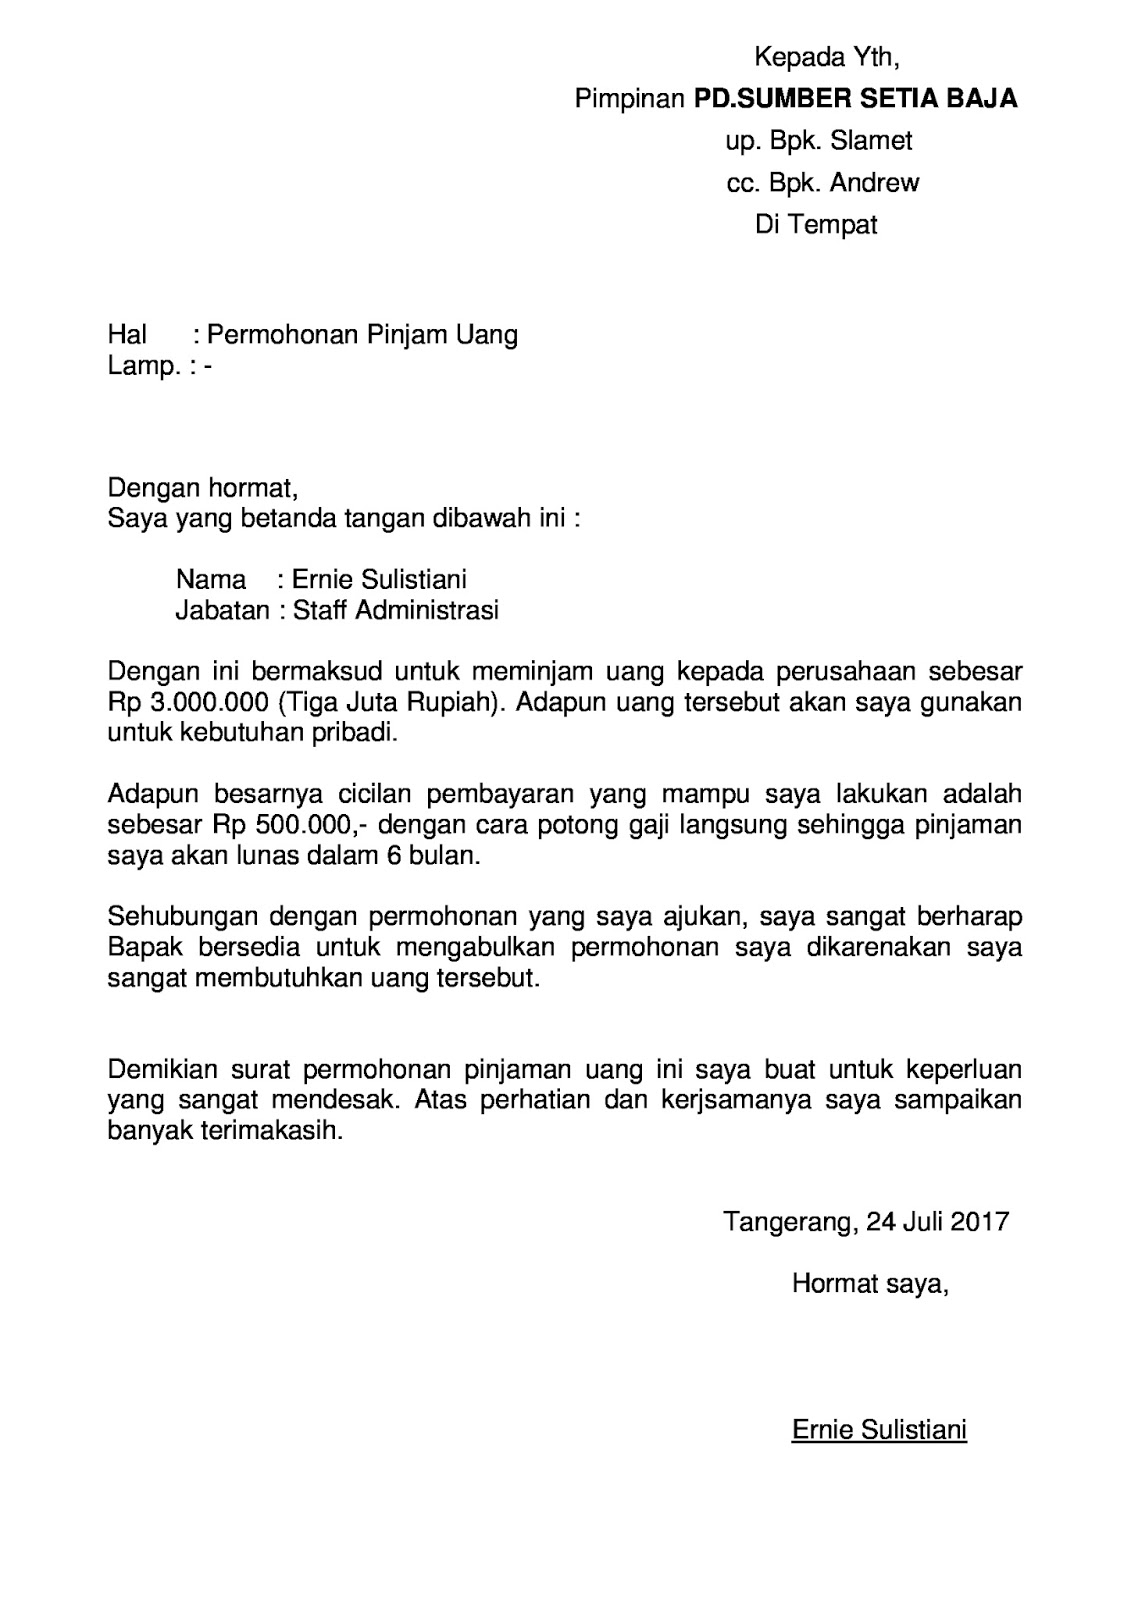 Kepada Yth,
Pimpinan PD.SUMBER SETIA BAJA
up. Bpk. Slamet
cc. Bpk. Andrew
Di Tempat
Hal : Permohonan Pinjam Uang
Lamp. : -
Dengan hormat,
Saya yang betanda tangan dibawah ini :
Nama : Ernie Sulistiani
Jabatan : Staff Administrasi
Dengan ini bermaksud untuk meminjam uang kepada perusahaan sebesar
Rp 3.000.000 (Tiga Juta Rupiah). Adapun uang tersebut akan saya gunakan
untuk kebutuhan pribadi.
Adapun besarnya cicilan pembayaran yang mampu saya lakukan adalah
sebesar Rp 500.000,- dengan cara potong gaji langsung sehingga pinjaman
saya akan lunas dalam 6 bulan.
Sehubungan dengan permohonan yang saya ajukan, saya sangat berharap
Bapak bersedia untuk mengabulkan permohonan saya dikarenakan saya
sangat membutuhkan uang tersebut.
Demikian surat permohonan pinjaman uang ini saya buat untuk keperluan
yang sangat mendesak. Atas perhatian dan kerjsamanya saya sampaikan
banyak terimakasih.
Tangerang, 24 Juli 2017
Hormat saya,
Ernie Sulistiani